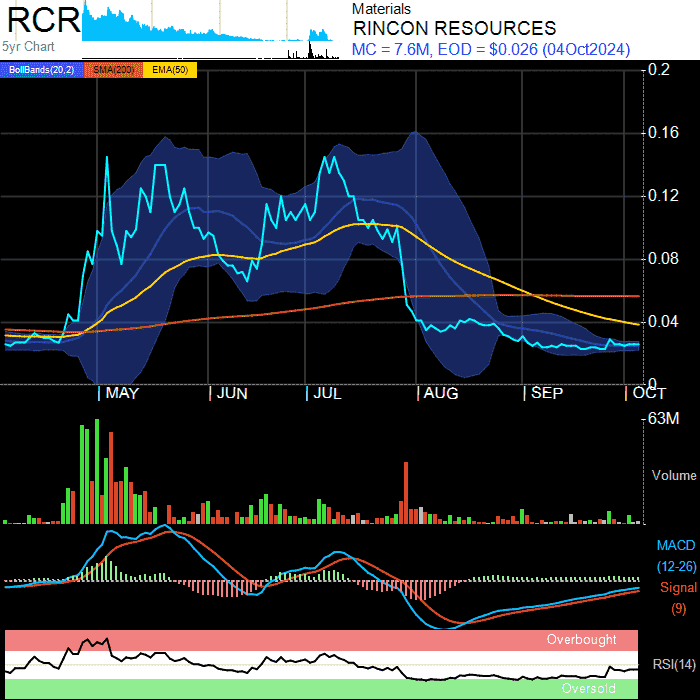 RCR
5yr Chart
Materials
RINCON RESOURCES
MC = 7.6M, EOD = $0.026 (04Oct2024)
BollBands(20,2) SMA(200) EMA(50)
0.2
0.16
0.12
0.08
0.04
0
MAY JUN JUL AUG SEP OCT
63M
Volume
MACD
(12-26)
Signal
(9)
Overbought
RSI(14)
Oversold